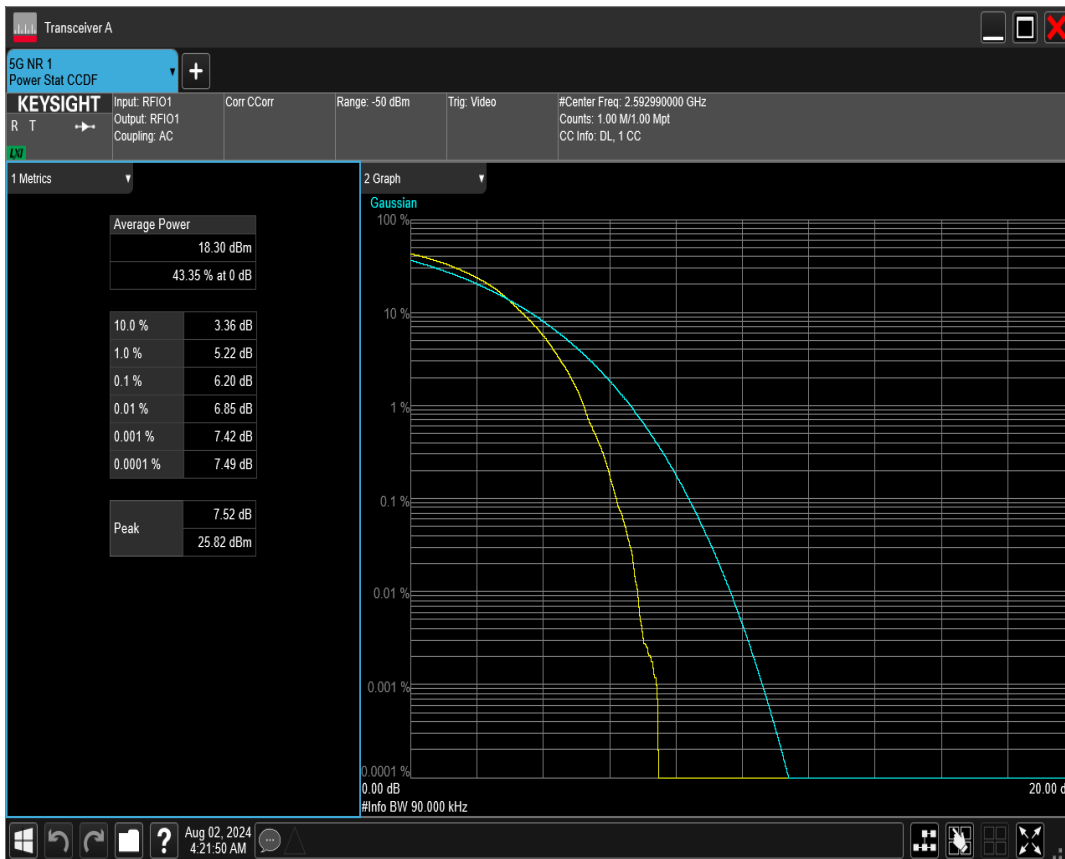 Transceiver A
5G NR 1
Power Stat CCDF
KEYSIGHT
R T
LXI
Input: RFIO1
Output: RFIO1
Coupling: AC
Corr CCorr
Range: -50 dBm
Trig: Video
#Center Freq: 2.592990000 GHz
Counts: 1.00 M/1.00 Mpt
CC Info: DL, 1 CC
1 Metrics
Average Power
18.30 dBm
43.35 % at 0 dB
10.0 % 3.36 dB
1.0 % 5.22 dB
0.1 % 6.20 dB
0.01 % 6.85 dB
0.001 % 7.42 dB
0.0001 % 7.49 dB
Peak
7.52 dB
25.82 dBm
2 Graph
Gaussian
100 %
10 %
1 %
0.1 %
0.01 %
0.001 %
0.0001 %
0.00 dB 20.00 d
#Info BW 90.000 kHz
?
Aug 02, 2024
4:21:50 AM